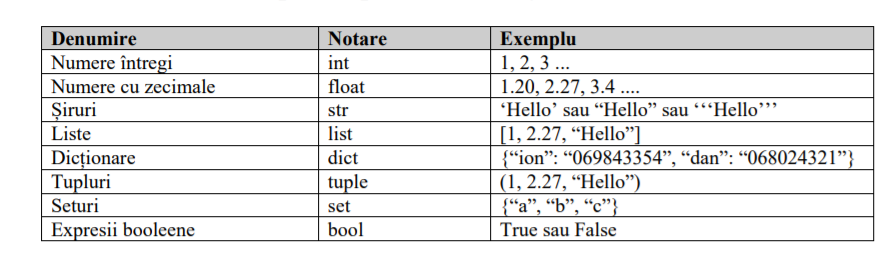 Denumire Notare Exemplu
Numere întregi int 1, 2, 3 ...
Numere cu zecimale float 1.20, 2.27, 3.4 ....
Șiruri str ‘Hello’ sau “Hello” sau ‘‘‘Hello’’’
Liste list [1, 2.27, “Hello”]
Dicționare dict {“ion”: “069843354”, “dan”: “068024321”}
Tupluri tuple (1, 2.27, “Hello”)
Seturi set {“a”, “b”, “c”}
Expresii booleene bool True sau False